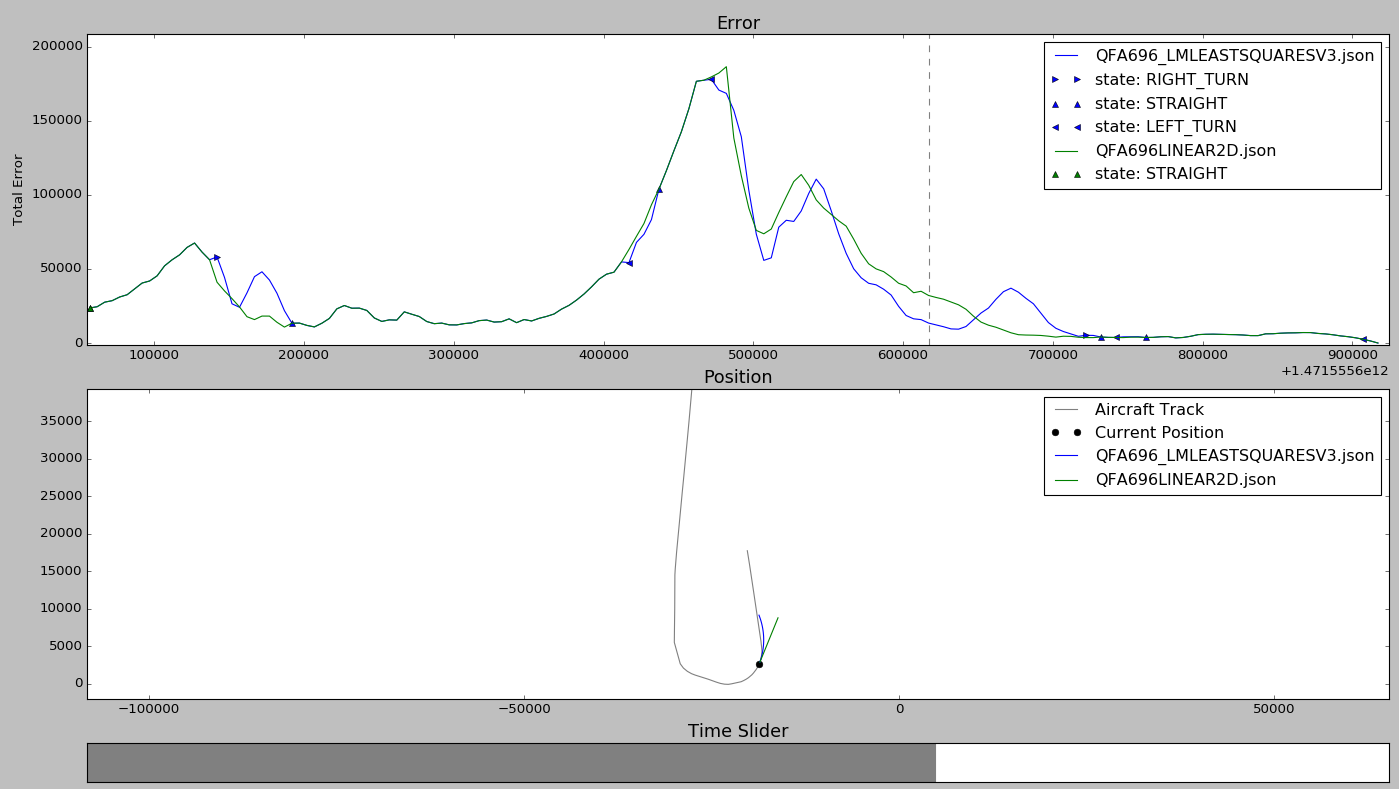 Error
200000
150000
100000
50000
0
Total Error
QFA696_LMLEASTSQUARESV3.json
state: RIGHT_TURN
state: STRAIGHT
state: LEFT_TURN
QFA696LINEAR2D.json
state: STRAIGHT
100000 200000 300000 400000 500000 600000 700000 800000 900000
+1.4715556e12
Position
35000
30000
25000
20000
15000
10000
5000
0
Aircraft Track
Current Position
QFA696_LMLEASTSQUARESV3.json
QFA696LINEAR2D.json
−100000 −50000 0 50000
Time Slider